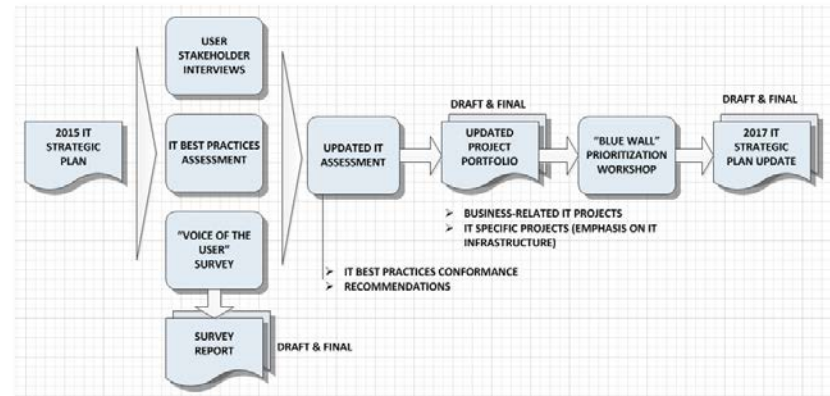 2015 IT
STRATEGIC
PLAN
USER
STAKEHOLDER
INTERVIEWS
IT BEST PRACTICES
ASSESSMENT
"VOICE OF THE
USER"
SURVEY
SURVEY
REPORT
DRAFT & FINAL
UPDATED IT
ASSESSMENT
➢ IT BEST PRACTICES CONFORMANCE
➢ RECOMMENDATIONS
DRAFT & FINAL
UPDATED
PROJECT
PORTFOLIO
➢ BUSINESS-RELATED IT PROJECTS
➢ IT SPECIFIC PROJECTS (EMPHASIS ON IT
INFRASTRUCTURE)
"BLUE WALL"
PRIORITIZATION
WORKSHOP
DRAFT & FINAL
2017 IT
STRATEGIC
PLAN UPDATE